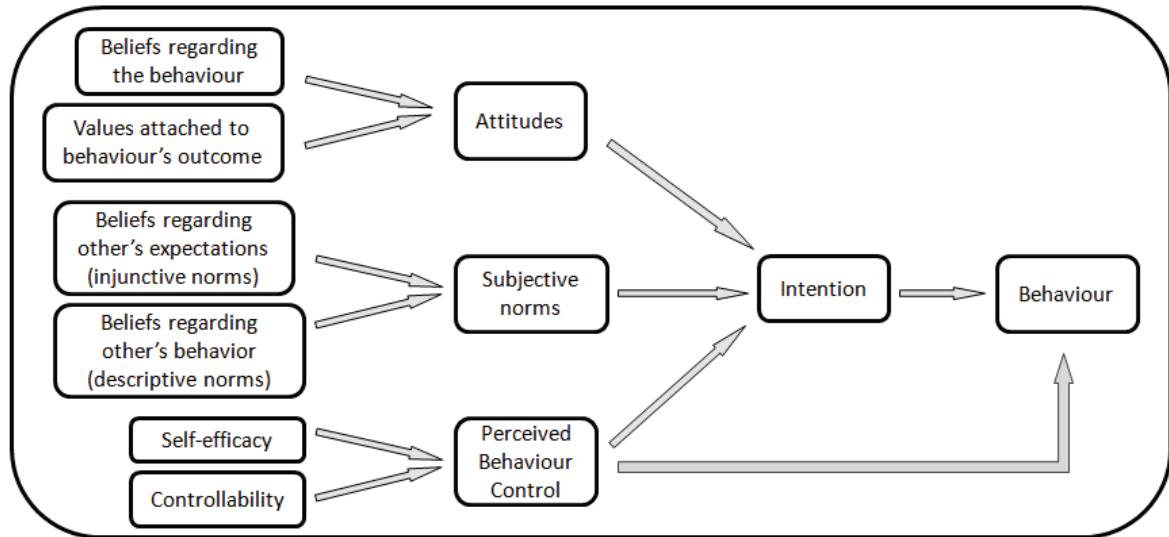 Beliefs regarding
the behaviour
Values attached to
behaviour's outcome
Attitudes
Beliefs regarding
other's expectations
(injunctive norms)
Beliefs regarding
other's behavior
(descriptive norms)
Subjective
norms
Self-efficacy
Controllability
Perceived
Behaviour
Control
Intention
Behaviour